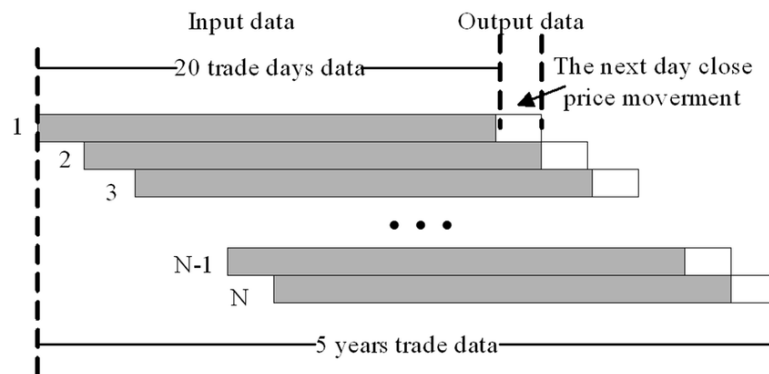 Input data
Output data
20 trade days data
The next day close
price moverment
1
2
3
N-1
N
5 years trade data